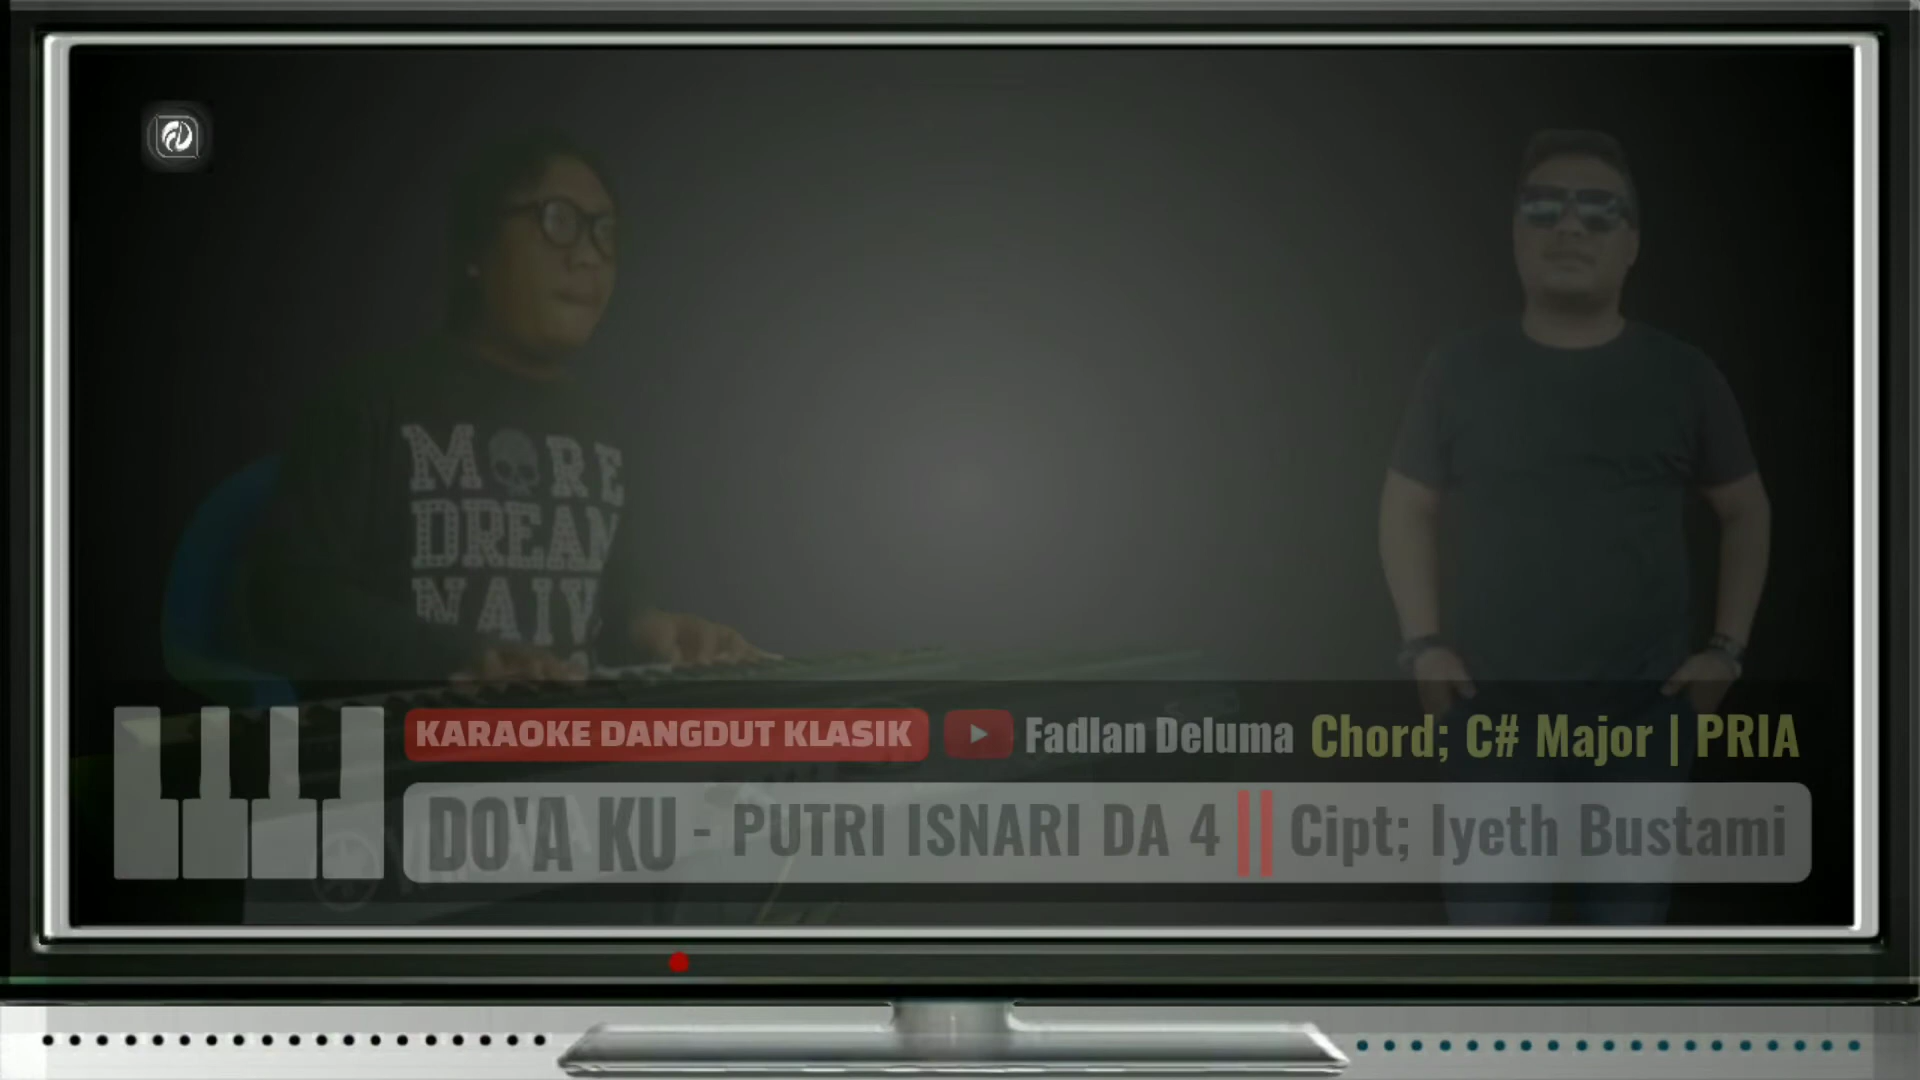 MORE
DREAM
NAIV
KARAOKE DANGDUT KLASIK Fadlan Deluma Chord; C# Major | PRIA
DO'A KU - PUTRI ISNARI DA 4 || Cipt; Iyeth Bustami